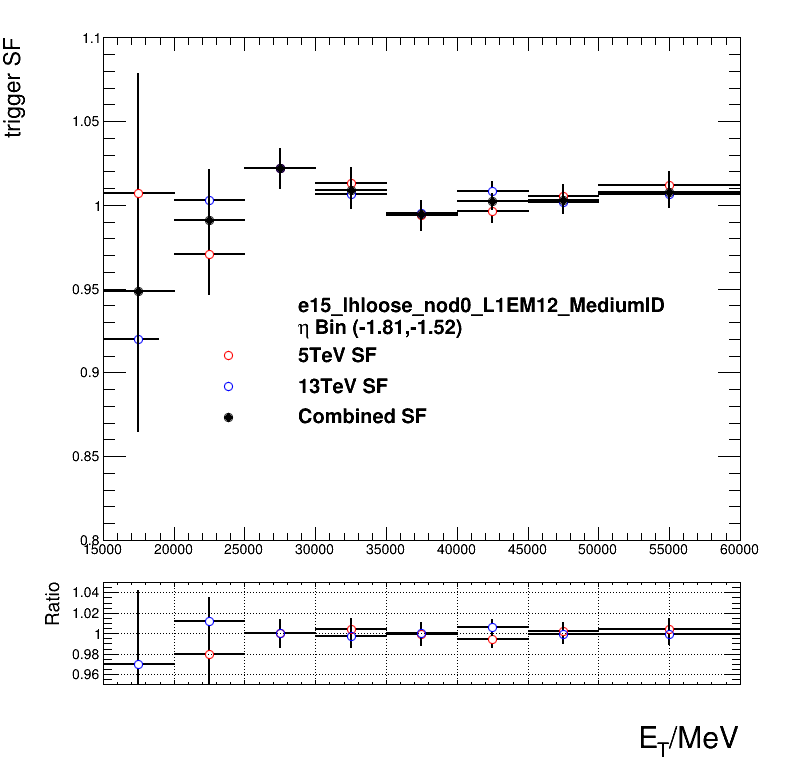 trigger SF
1.1
1.05
1
0.95
0.9
0.85
0.8
e15_lhloose_nod0_L1EM12_MediumID
η Bin (-1.81,-1.52)
5TeV SF
13TeV SF
Combined SF
15000 20000 25000 30000 35000 40000 45000 50000 55000 60000
Ratio
1.04
1.02
1
0.98
0.96
E_T/MeV